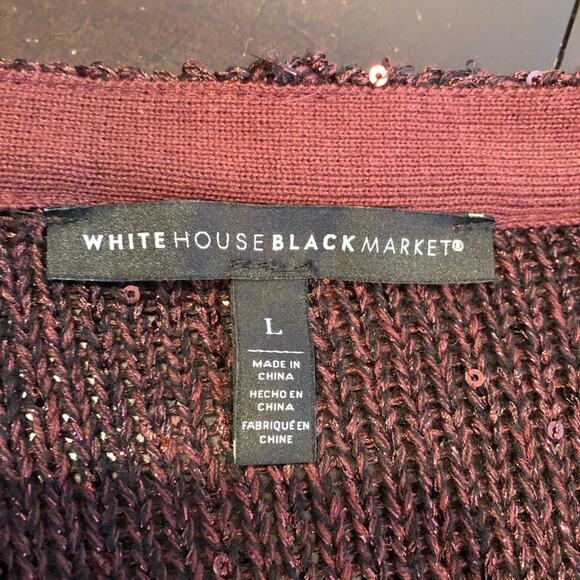 WHITE HOUSE BLACK MARKET®
L
MADE IN
CHINA
HECHO EN
CHINA
FABRIQUÉ EN
CHINE